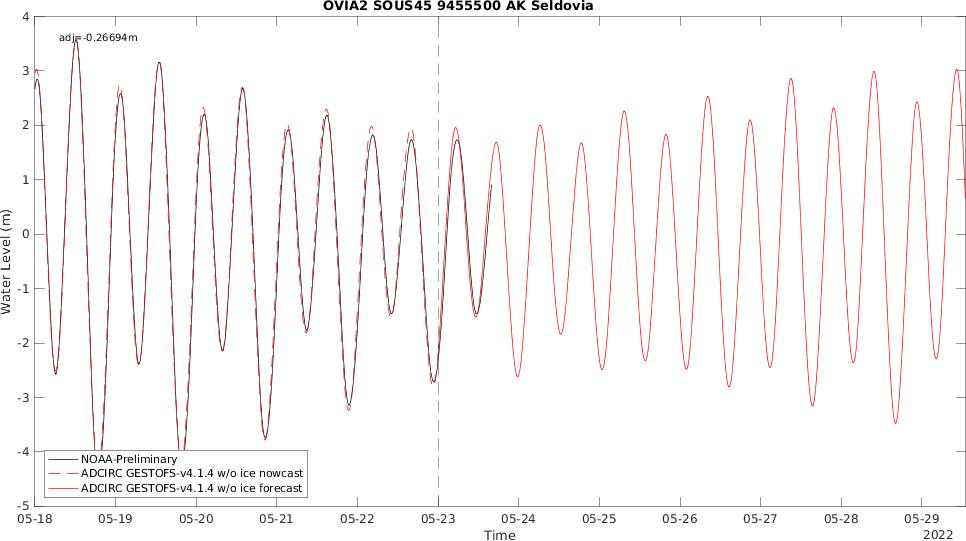 OVIA2 SOUS45 9455500 AK Seldovia
4
adj=-0.26694m
3
2
1
0
-1
-2
-3
-4
-5
Water Level (m)
NOAA-Preliminary
ADCIRC GESTOFS-v4.1.4 w/o ice nowcast
ADCIRC GESTOFS-v4.1.4 w/o ice forecast
05-18 05-19 05-20 05-21 05-22 05-23 05-24 05-25 05-26 05-27 05-28 05-29
Time
2022